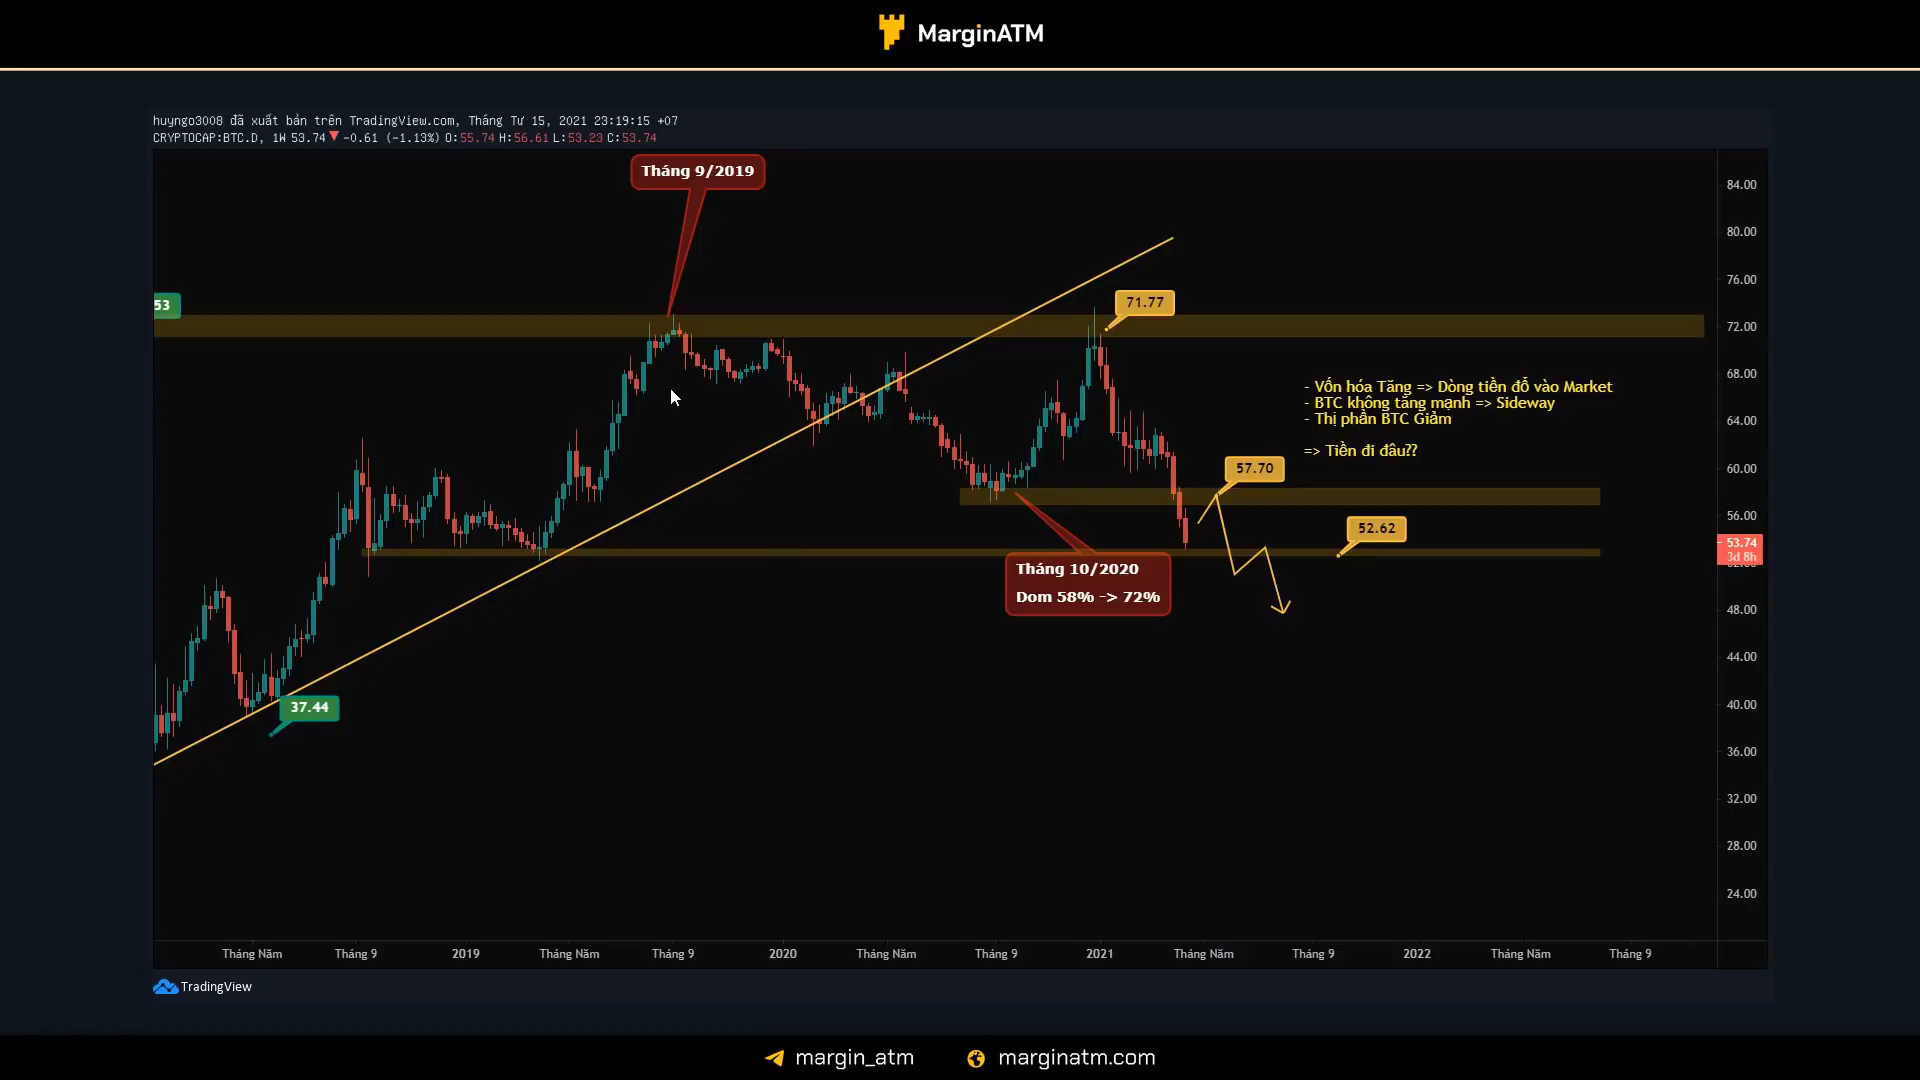 MarginATM
huyngo3008 đã xuất bản trên TradingView.com, Tháng Tư 15, 2021 23:19:15 +07
CRYPTOCAP:BTC.D, 1W 53.74 ▼ -0.61 (-1.13%) O:55.74 H:56.61 L:53.23 C:53.74
Tháng 9/2019
84.00
80.00
76.00
53
71.77
72.00
68.00
- Vốn hóa Tăng => Dòng tiền đổ vào Market
- BTC không tăng mạnh => Sideway
- Thị phần BTC Giảm
64.00
=> Tiền đi đâu??
57.70
60.00
56.00
52.62
53.74
3d 8h
Tháng 10/2020
Dom 58% -> 72%
48.00
44.00
37.44
40.00
36.00
32.00
28.00
24.00
Tháng Năm Tháng 9 2019 Tháng Năm Tháng 9 2020 Tháng Năm Tháng 9 2021 Tháng Năm Tháng 9 2022 Tháng Năm Tháng 9
TradingView
margin_atm marginatm.com